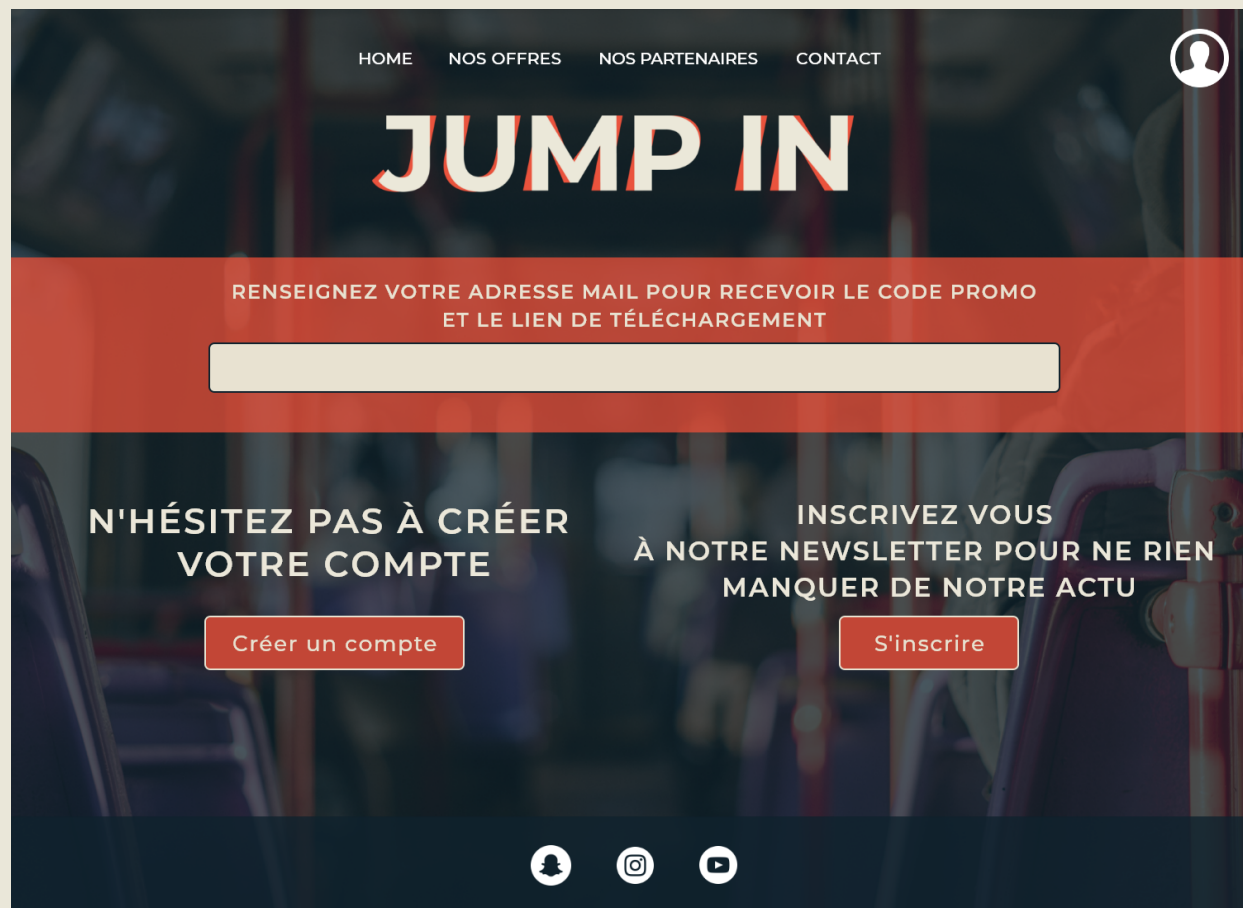 HOME NOS OFFRES NOS PARTENAIRES CONTACT
JUMP IN
RENSEIGNEZ VOTRE ADRESSE MAIL POUR RECEVOIR LE CODE PROMO
ET LE LIEN DE TÉLÉCHARGEMENT
N'HÉSITEZ PAS À CRÉER
VOTRE COMPTE
Créer un compte
INSCRIVEZ VOUS
À NOTRE NEWSLETTER POUR NE RIEN
MANQUER DE NOTRE ACTU
S'inscrire